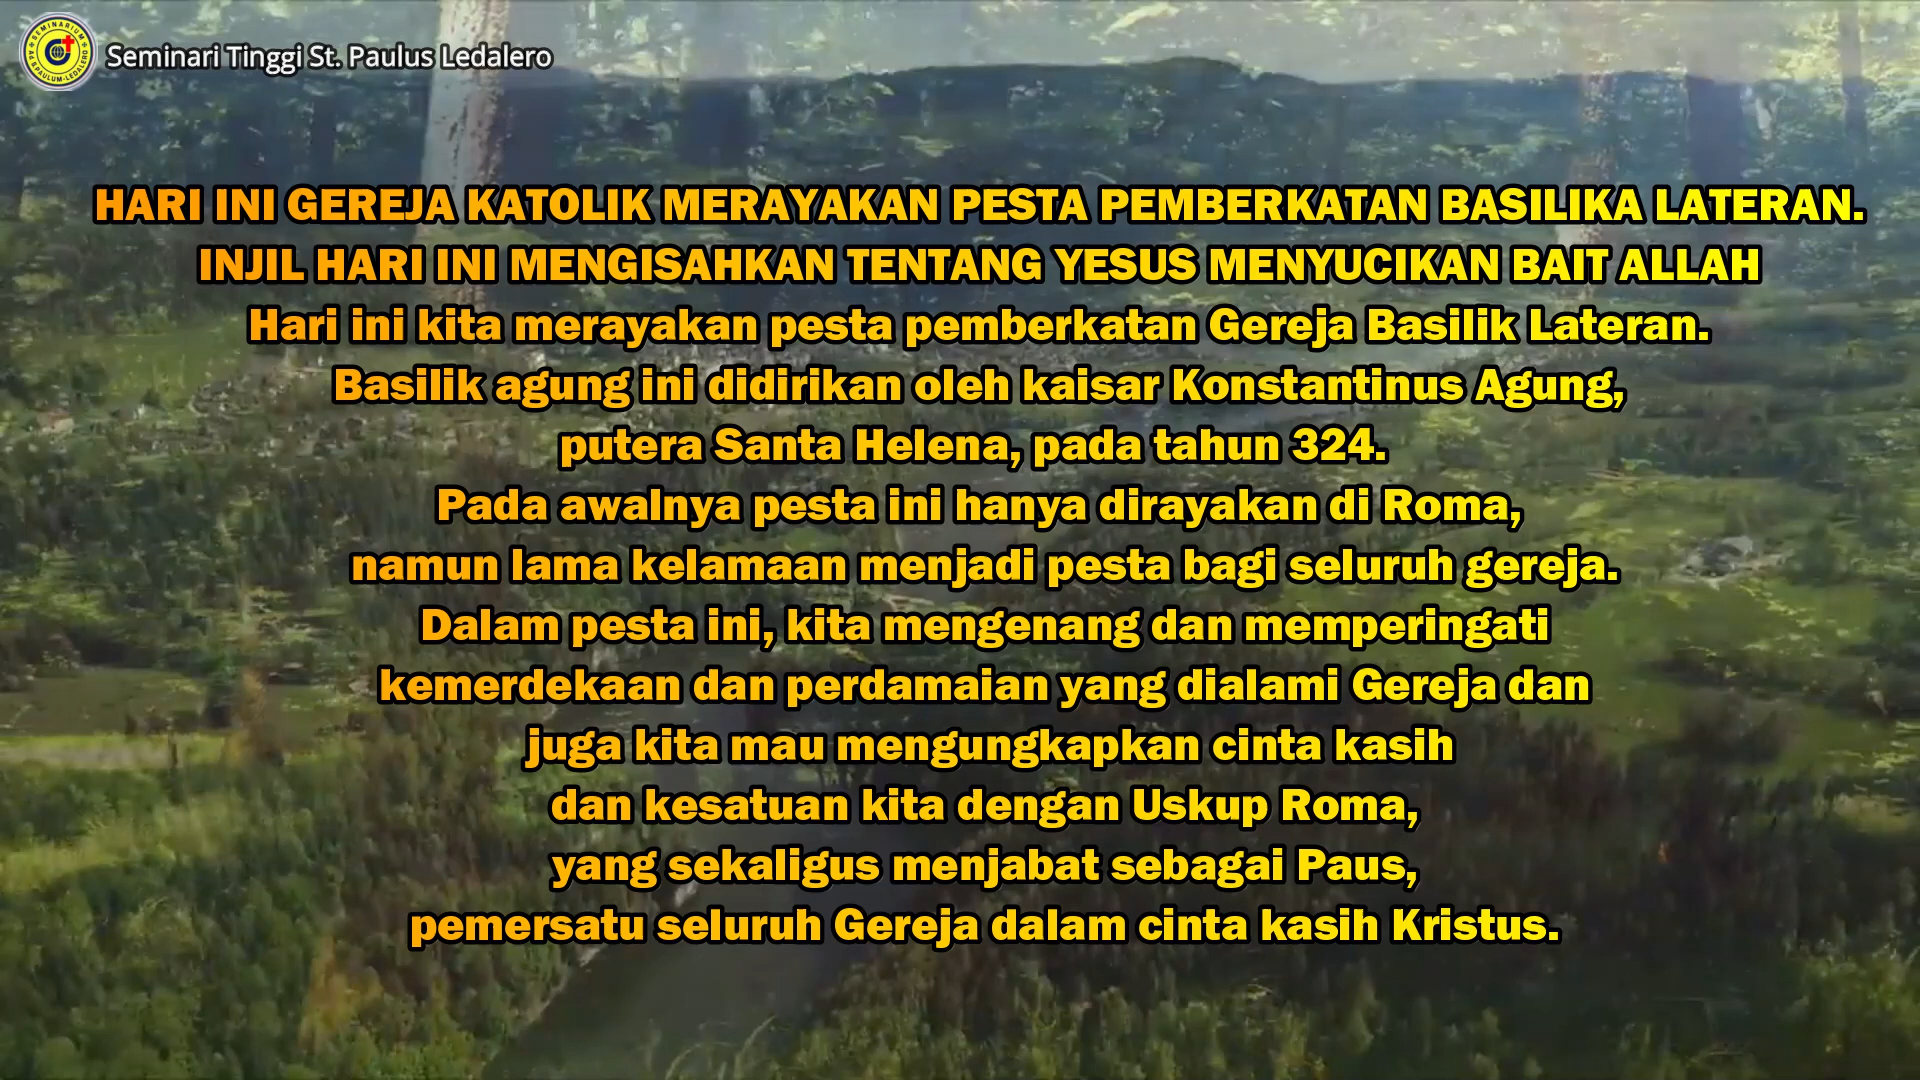 SEMINARIUM
Seminari Tinggi St. Paulus Ledalero
HARI INI GEREJA KATOLIK MERAYAKAN PESTA PEMBERKATAN BASILIKA LATERAN.
INJIL HARI INI MENGISAHKAN TENTANG YESUS MENYUCIKAN BAIT ALLAH
Hari ini kita merayakan pesta pemberkatan Gereja Basilik Lateran.
Basilik agung ini didirikan oleh kaisar Konstantinus Agung,
putera Santa Helena, pada tahun 324.
Pada awalnya pesta ini hanya dirayakan di Roma,
namun lama kelamaan menjadi pesta bagi seluruh gereja.
Dalam pesta ini, kita mengenang dan memperingati
kemerdekaan dan perdamaian yang dialami Gereja dan
juga kita mau mengungkapkan cinta kasih
dan kesatuan kita dengan Uskup Roma,
yang sekaligus menjabat sebagai Paus,
pemersatu seluruh Gereja dalam cinta kasih Kristus.